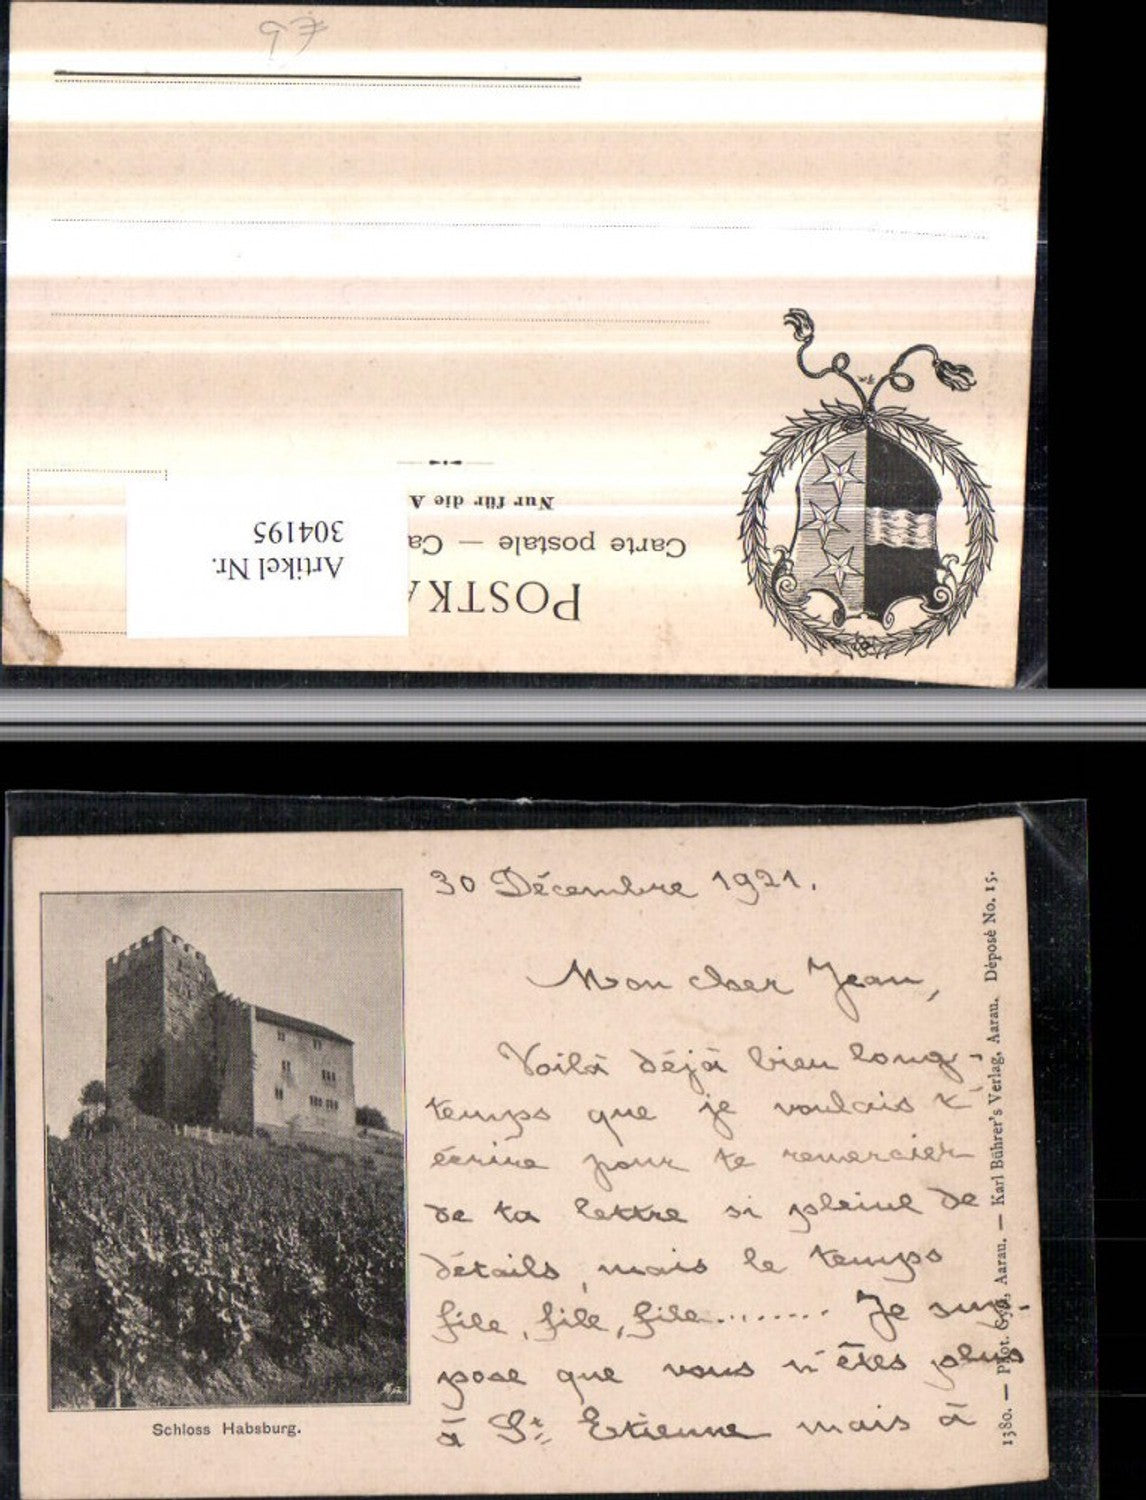 97
POSTKA
Carte postale — Ca
Nur für die A
Artikel Nr.
304195
30 Décembre 1921.
Mon cher Jean,
Voilà déjà bien long-
temps que je voulais t'
écrire pour te remercier
de ta lettre si pleine de
détails, mais le temps
file, file, file........ Je sup-
pose que vous n'êtes plus
à St. Etienne mais à
Schloss Habsburg.
1380. — Phot. Gysi, Aarau. — Karl Bührer's Verlag, Aarau. Déposé No. 15.